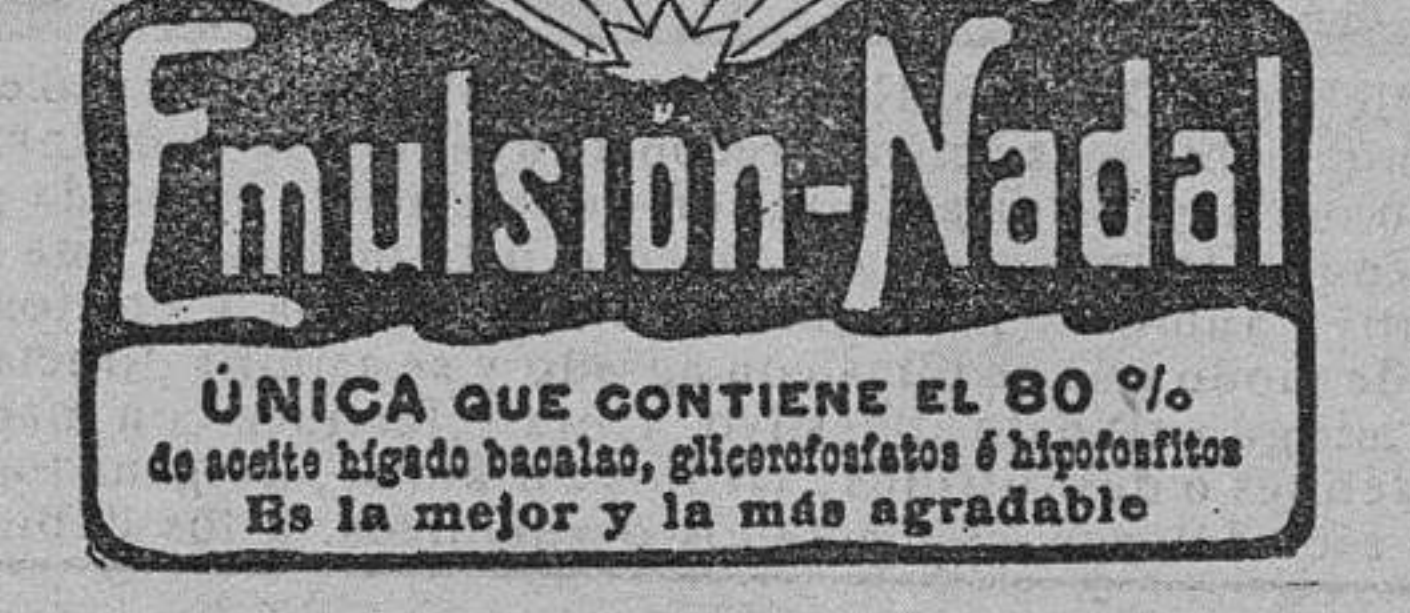 Emulsión-Nadal
ÚNICA QUE CONTIENE EL 80 %
de aceite hígado bacalao, glicerofosfatos é hipofosfitos
Es la mejor y la más agradable